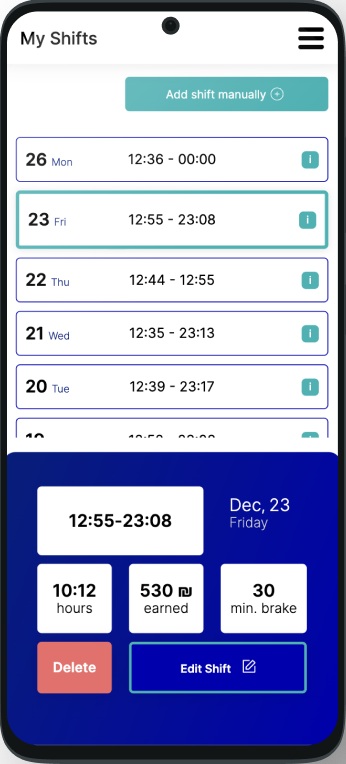 My Shifts
Add shift manually
26 Mon 12:36 - 00:00 i
23 Fri 12:55 - 23:08 i
22 Thu 12:44 - 12:55 i
21 Wed 12:35 - 23:13 i
20 Tue 12:39 - 23:17 i
12:55-23:08
Dec, 23
Friday
10:12
hours
530 ₪
earned
30
min. brake
Delete
Edit Shift